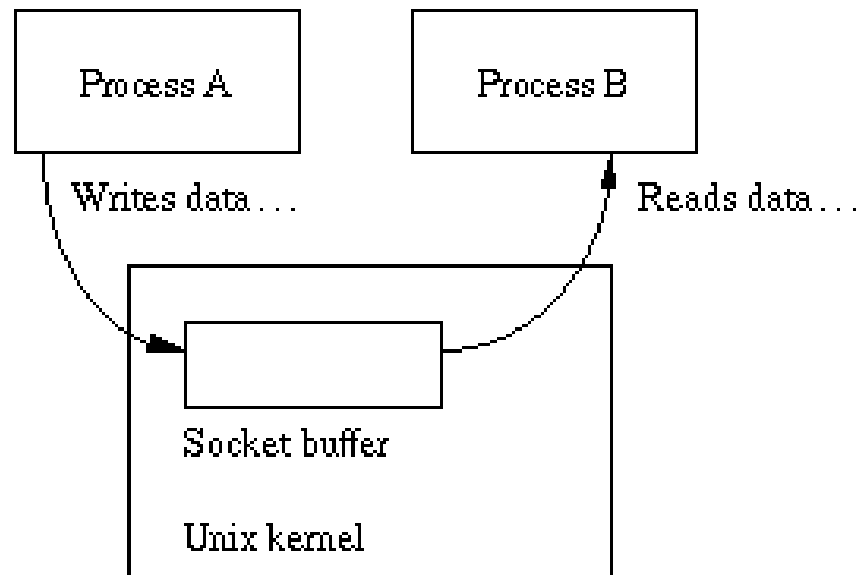 Process A
Process B
Writes data . . .
Reads data . . .
Socket buffer
Unix kernel